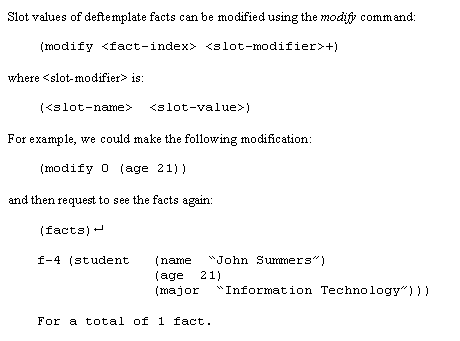 Slot values of deftemplate facts can be modified using the modify command:
(modify <fact-index> <slot-modifier>+)
where <slot-modifier> is:
(<slot-name> <slot-value>)
For example, we could make the following modification:
(modify 0 (age 21))
and then request to see the facts again:
(facts)↵
f-4 (student (name “John Summers”)
(age 21)
(major “Information Technology”)))
For a total of 1 fact.